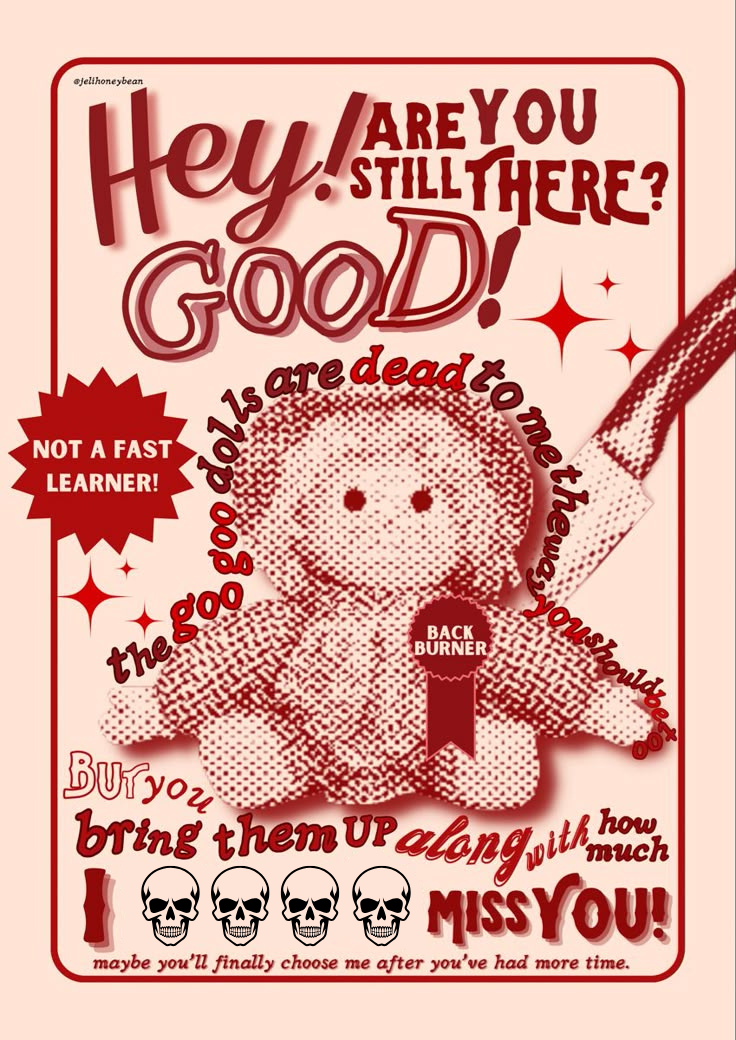 @jelihoneybean
Hey! ARE YOU
STILL THERE?
GOOD!
NOT A FAST
LEARNER!
the goo goo dolls are dead to me the way you should be too
BACK
BURNER
BUT you
bring them UP along with how
much
I MISS YOU!
maybe you'll finally choose me after you've had more time.